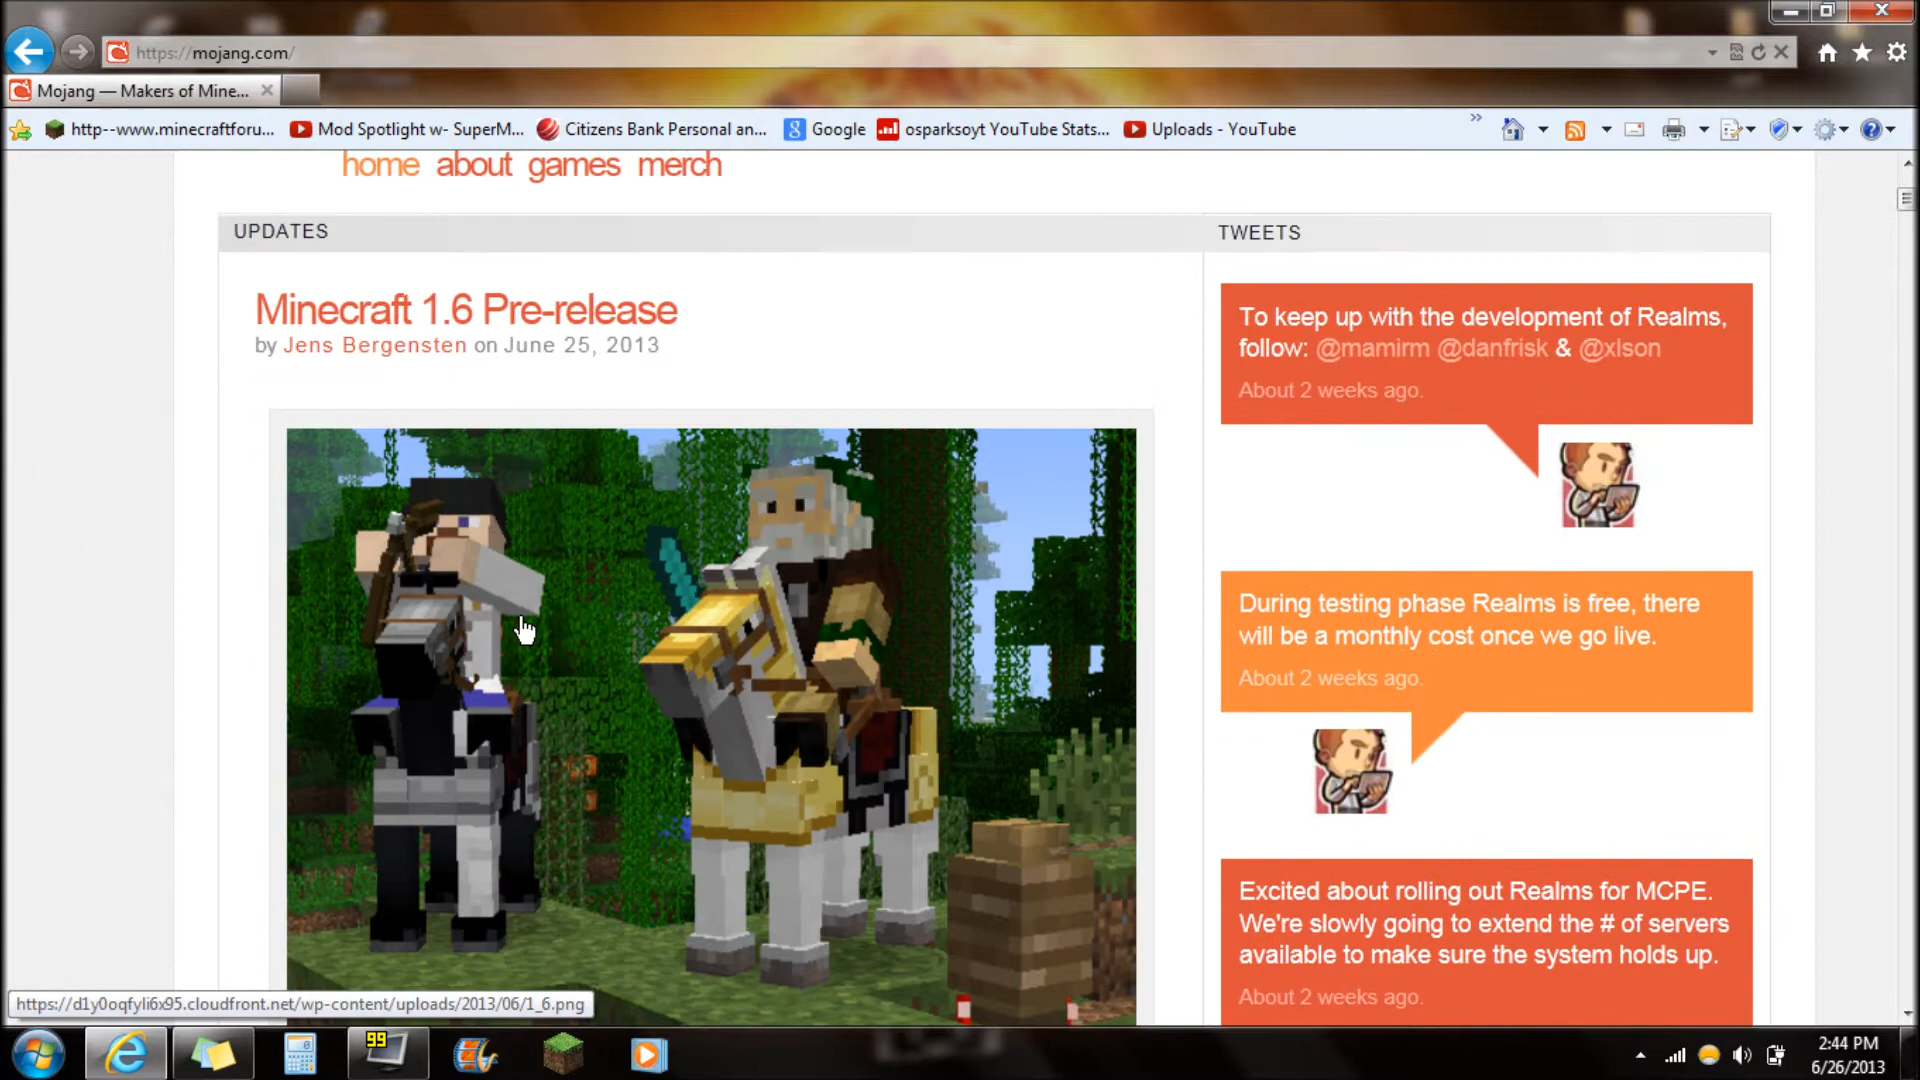 https://mojang.com/
Mojang — Makers of Mine...
http--www.minecraftforu...
Mod Spotlight w- SuperM...
Citizens Bank Personal an...
Google
osparksoyt YouTube Stats...
Uploads - YouTube
home about games merch
UPDATES
Minecraft 1.6 Pre-release
by Jens Bergensten on June 25, 2013
TWEETS
To keep up with the development of Realms,
follow: @mamirm @danfrisk & @xlson
About 2 weeks ago.
During testing phase Realms is free, there
will be a monthly cost once we go live.
About 2 weeks ago.
Excited about rolling out Realms for MCPE.
We're slowly going to extend the # of servers
available to make sure the system holds up.
About 2 weeks ago.
https://d1y0oqfyli6x95.cloudfront.net/wp-content/uploads/2013/06/1_6.png
99
2:44 PM
6/26/2013